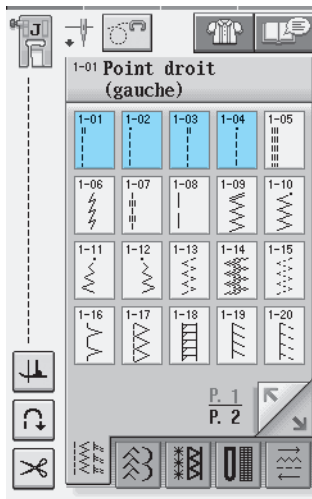 J
1-01 Point droit
(gauche)
1-01 1-02 1-03 1-04 1-05
1-06 1-07 1-08 1-09 1-10
1-11 1-12 1-13 1-14 1-15
1-16 1-17 1-18 1-19 1-20
P. 1
P. 2